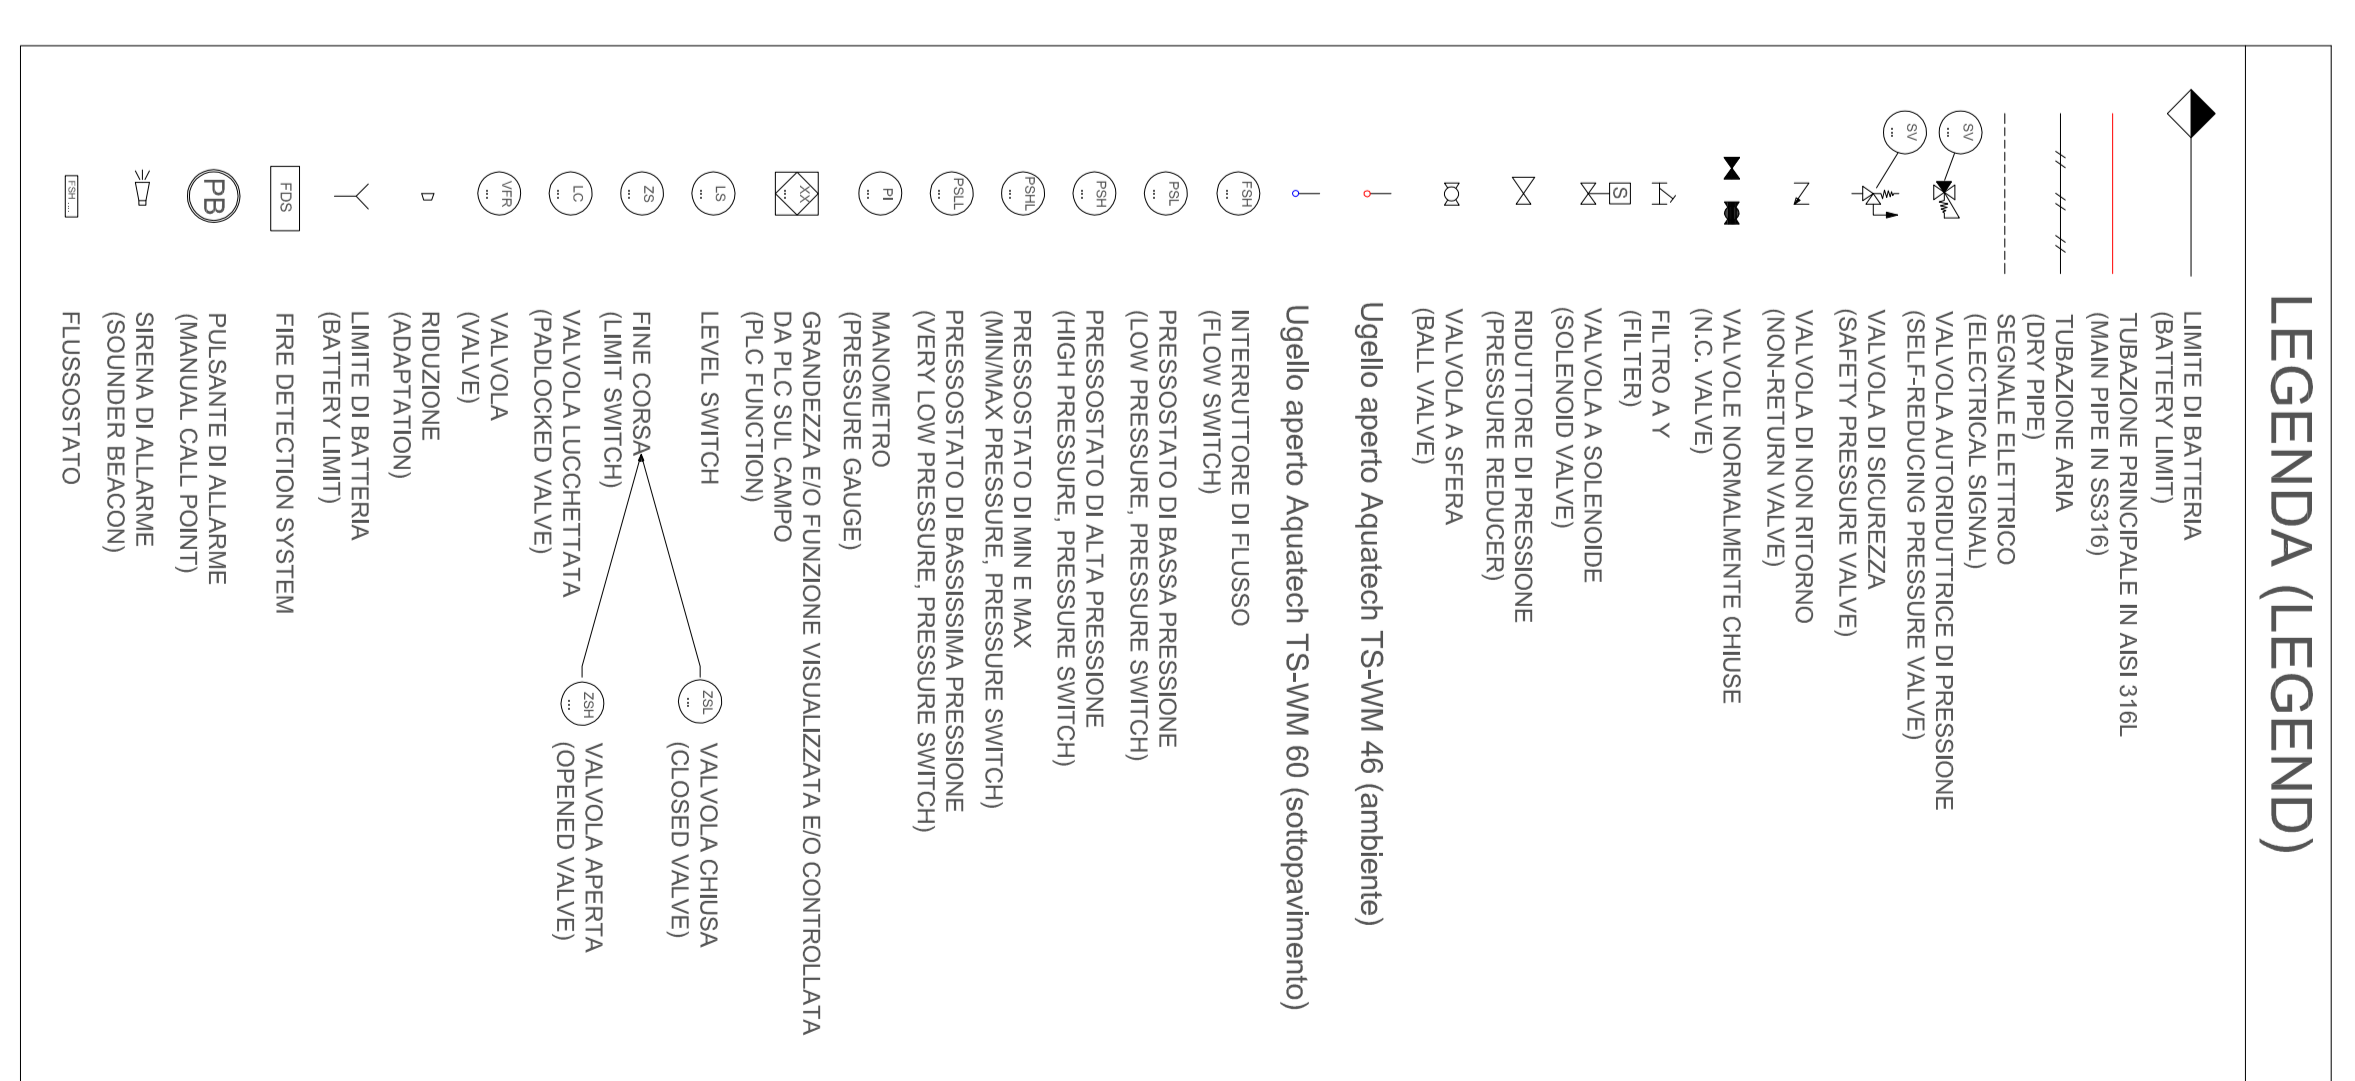 LEGENDA (LEGEND)
LIMITE DI BATTERIA
(BATTERY LIMIT)
TUBAZIONE PRINCIPALE IN AISI 316L
(MAIN PIPE IN SS316)
TUBAZIONE ARIA
(DRY PIPE)
SEGNALE ELETTRICO
(ELECTRICAL SIGNAL)
SV
...
VALVOLA AUTORIDUTTRICE DI PRESSIONE
(SELF-REDUCING PRESSURE VALVE)
SV
...
VALVOLA DI SICUREZZA
(SAFETY PRESSURE VALVE)
VALVOLA DI NON RITORNO
(NON-RETURN VALVE)
VALVOLE NORMALMENTE CHIUSE
(N.C. VALVE)
FILTRO A Y
(FILTER)
S
VALVOLA A SOLENOIDE
(SOLENOID VALVE)
RIDUTTORE DI PRESSIONE
(PRESSURE REDUCER)
VALVOLA A SFERA
(BALL VALVE)
Ugello aperto Aquatech TS-WM 46 (ambiente)
Ugello aperto Aquatech TS-WM 60 (sottopavimento)
FSH
...
INTERRUTTORE DI FLUSSO
(FLOW SWITCH)
PSL
...
PRESSOSTATO DI BASSA PRESSIONE
(LOW PRESSURE, PRESSURE SWITCH)
PSH
...
PRESSOSTATO DI ALTA PRESSIONE
(HIGH PRESSURE, PRESSURE SWITCH)
PSHL
...
PRESSOSTATO DI MIN E MAX
(MIN/MAX PRESSURE, PRESSURE SWITCH)
PSLL
...
PRESSOSTATO DI BASSISSIMA PRESSIONE
(VERY LOW PRESSURE, PRESSURE SWITCH)
PI
...
MANOMETRO
(PRESSURE GAUGE)
XX
...
GRANDEZZA E/O FUNZIONE VISUALIZZATA E/O CONTROLLATA
DA PLC SUL CAMPO
(PLC FUNCTION)
LS
...
LEVEL SWITCH
ZS
...
FINE CORSA
(LIMIT SWITCH)
ZSL
...
VALVOLA CHIUSA
(CLOSED VALVE)
ZSH
...
VALVOLA APERTA
(OPENED VALVE)
LC
...
VALVOLA LUCCHETTATA
(PADLOCKED VALVE)
VFR
...
VALVOLA
(VALVE)
RIDUZIONE
(ADAPTATION)
LIMITE DI BATTERIA
(BATTERY LIMIT)
FDS
FIRE DETECTION SYSTEM
PB
PULSANTE DI ALLARME
(MANUAL CALL POINT)
SIRENA DI ALLARME
(SOUNDER BEACON)
FSH ...
FLUSSOSTATO